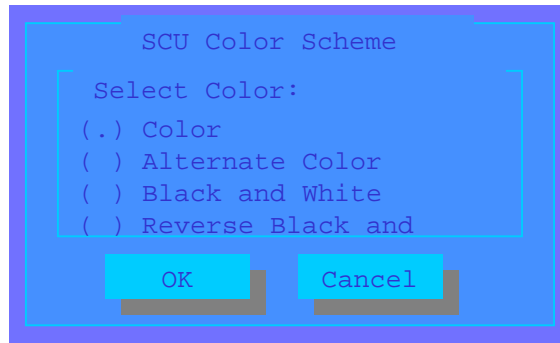 SCU Color Scheme
Select Color:
(.) Color
( ) Alternate Color
( ) Black and White
( ) Reverse Black and
OK Cancel